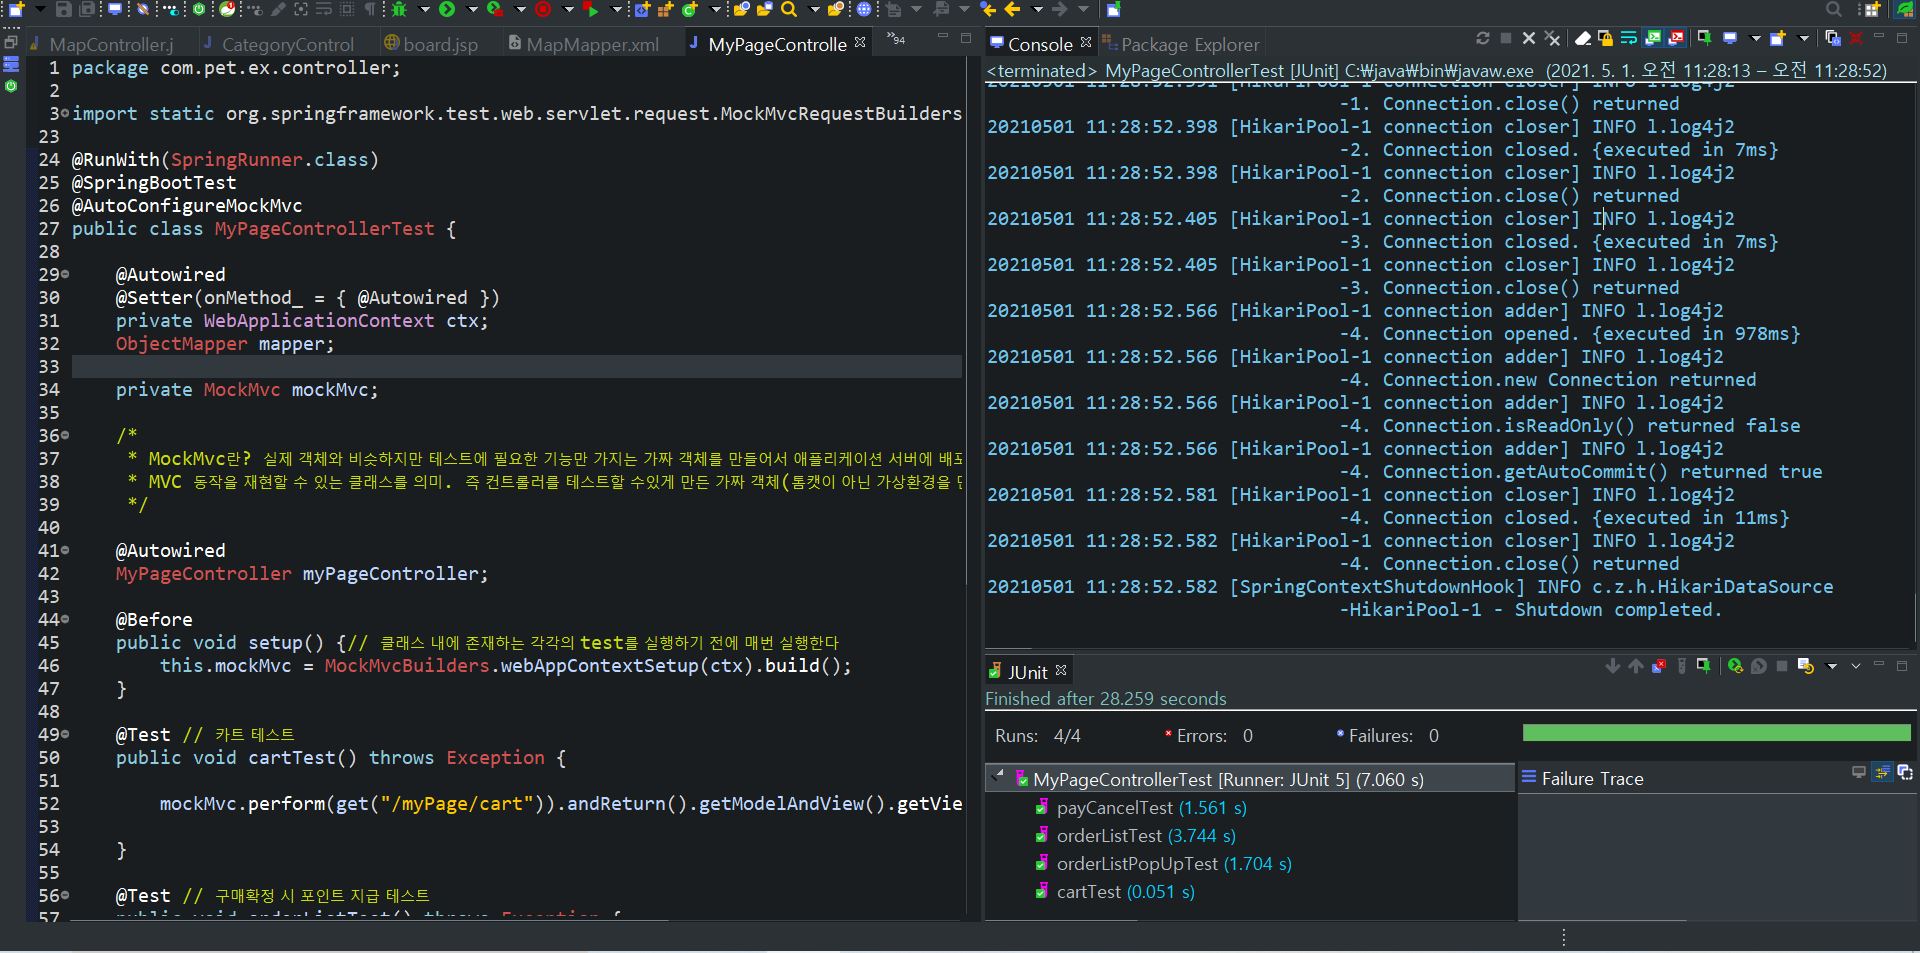 MapController.j
CategoryControl
board.jsp
MapMapper.xml
MyPageControlle
94
1 package com.pet.ex.controller;
2
3 import static org.springframework.test.web.servlet.request.MockMvcRequestBuilders
23
24 @RunWith(SpringRunner.class)
25 @SpringBootTest
26 @AutoConfigureMockMvc
27 public class MyPageControllerTest {
28
29 @Autowired
30 @Setter(onMethod_ = { @Autowired })
31 private WebApplicationContext ctx;
32 ObjectMapper mapper;
33
34 private MockMvc mockMvc;
35
36 /*
37 * MockMvc란? 실제 객체와 비슷하지만 테스트에 필요한 기능만 가지는 가짜 객체를 만들어서 애플리케이션 서버에 배포
38 * MVC 동작을 재현할 수 있는 클래스를 의미. 즉 컨트롤러를 테스트할 수있게 만든 가짜 객체(톰캣이 아닌 가상환경을
39 */
40
41 @Autowired
42 MyPageController myPageController;
43
44 @Before
45 public void setup() {// 클래스 내에 존재하는 각각의 test를 실행하기 전에 매번 실행한다
46 this.mockMvc = MockMvcBuilders.webAppContextSetup(ctx).build();
47 }
48
49 @Test // 카트 테스트
50 public void cartTest() throws Exception {
51
52 mockMvc.perform(get("/myPage/cart")).andReturn().getModelAndView().getVie
53
54 }
55
56 @Test // 구매확정 시 포인트 지급 테스트
57 public void orderListTest() throws Exception {
Console
Package Explorer
<terminated> MyPageControllerTest [JUnit] C:₩java₩bin₩javaw.exe (2021. 5. 1. 오전 11:28:13 – 오전 11:28:52)
20210501 11:28:52.391 [HikariPool-1 connection closer] INFO l.log4j2
-1. Connection.close() returned
20210501 11:28:52.398 [HikariPool-1 connection closer] INFO l.log4j2
-2. Connection closed. {executed in 7ms}
20210501 11:28:52.398 [HikariPool-1 connection closer] INFO l.log4j2
-2. Connection.close() returned
20210501 11:28:52.405 [HikariPool-1 connection closer] INFO l.log4j2
-3. Connection closed. {executed in 7ms}
20210501 11:28:52.405 [HikariPool-1 connection closer] INFO l.log4j2
-3. Connection.close() returned
20210501 11:28:52.566 [HikariPool-1 connection adder] INFO l.log4j2
-4. Connection opened. {executed in 978ms}
20210501 11:28:52.566 [HikariPool-1 connection adder] INFO l.log4j2
-4. Connection.new Connection returned
20210501 11:28:52.566 [HikariPool-1 connection adder] INFO l.log4j2
-4. Connection.isReadOnly() returned false
20210501 11:28:52.566 [HikariPool-1 connection adder] INFO l.log4j2
-4. Connection.getAutoCommit() returned true
20210501 11:28:52.581 [HikariPool-1 connection closer] INFO l.log4j2
-4. Connection closed. {executed in 11ms}
20210501 11:28:52.582 [HikariPool-1 connection closer] INFO l.log4j2
-4. Connection.close() returned
20210501 11:28:52.582 [SpringContextShutdownHook] INFO c.z.h.HikariDataSource
-HikariPool-1 - Shutdown completed.
JUnit
Finished after 28.259 seconds
Runs: 4/4
Errors: 0
Failures: 0
MyPageControllerTest [Runner: JUnit 5] (7.060 s)
payCancelTest (1.561 s)
orderListTest (3.744 s)
orderListPopUpTest (1.704 s)
cartTest (0.051 s)
Failure Trace